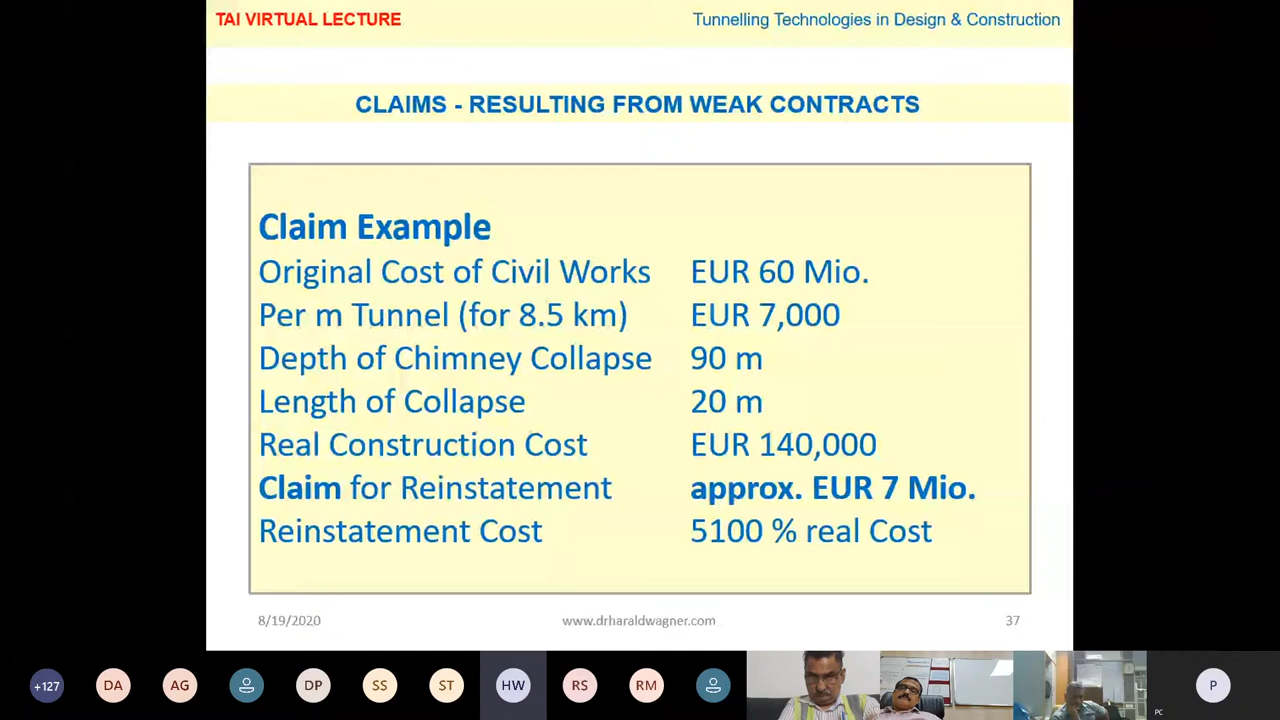 TAI VIRTUAL LECTURE Tunnelling Technologies in Design & Construction
CLAIMS - RESULTING FROM WEAK CONTRACTS
Claim Example
Original Cost of Civil Works EUR 60 Mio.
Per m Tunnel (for 8.5 km) EUR 7,000
Depth of Chimney Collapse 90 m
Length of Collapse 20 m
Real Construction Cost EUR 140,000
Claim for Reinstatement approx. EUR 7 Mio.
Reinstatement Cost 5100 % real Cost
8/19/2020 www.drharaldwagner.com 37
+127 DA AG DP SS ST HW RS RM P
PC